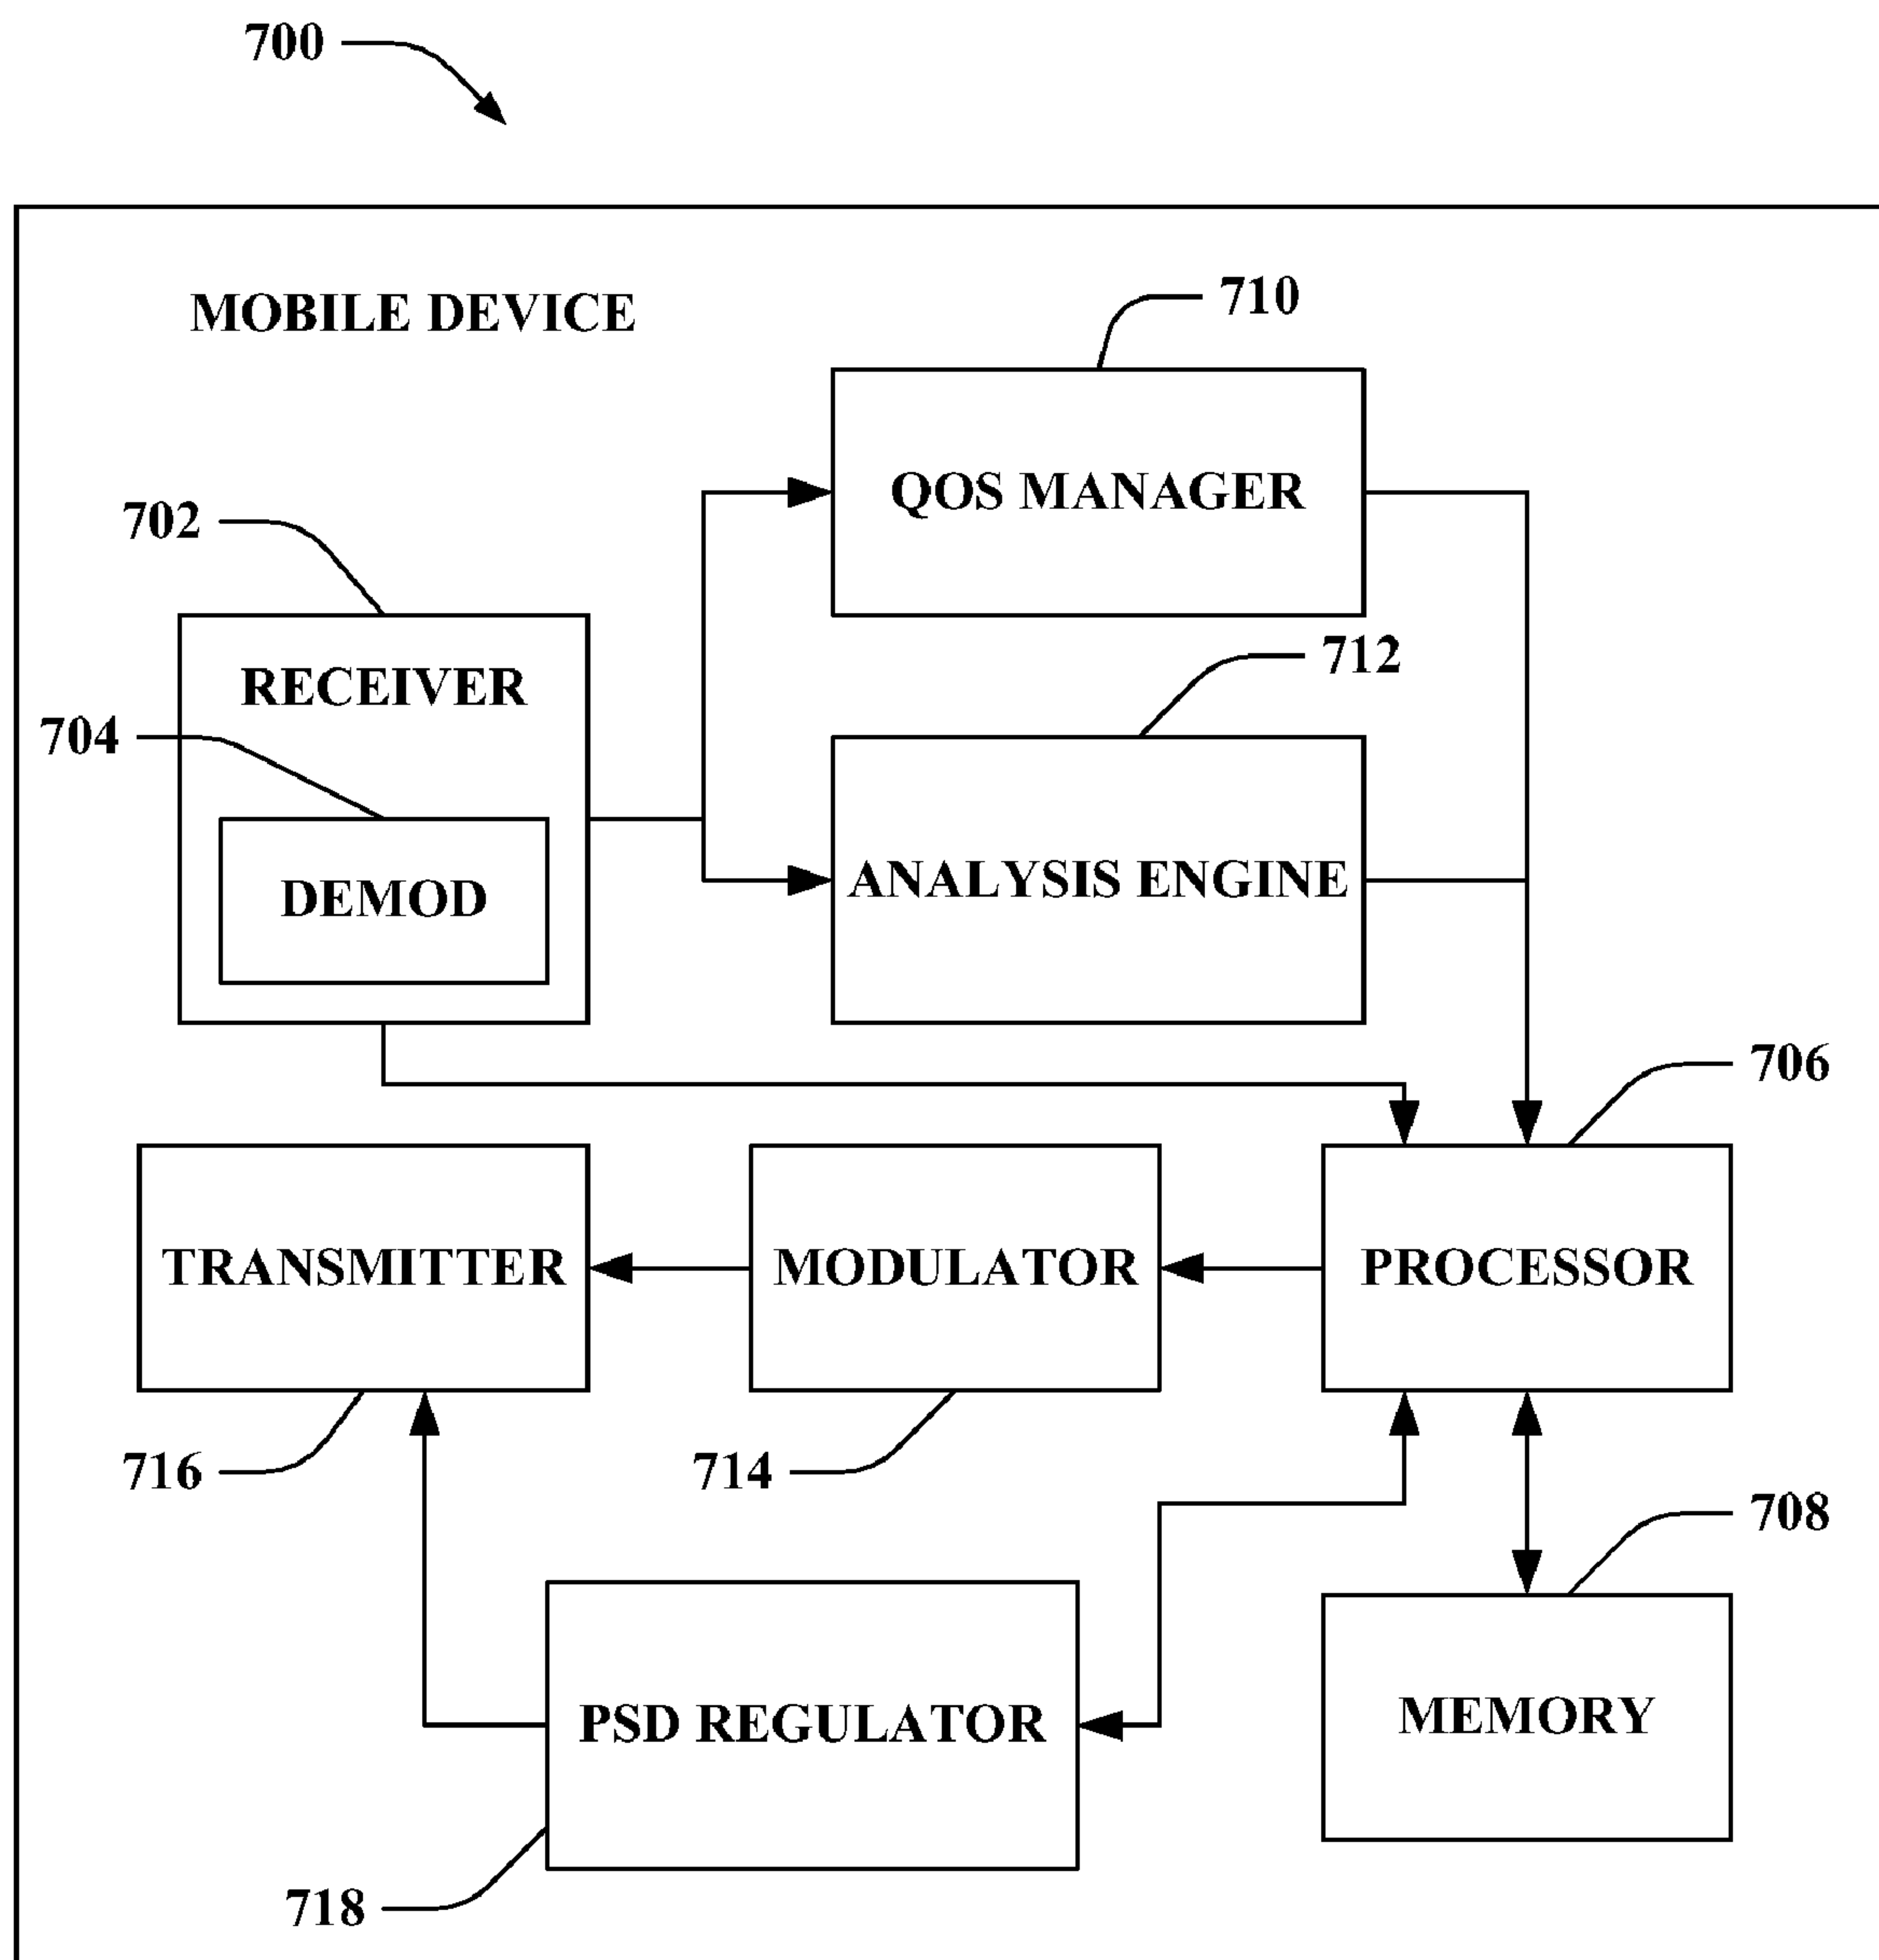 700
MOBILE DEVICE
710
QOS MANAGER
702
RECEIVER
712
704
DEMOD
ANALYSIS ENGINE
706
TRANSMITTER
MODULATOR
PROCESSOR
716
714
708
PSD REGULATOR
MEMORY
718